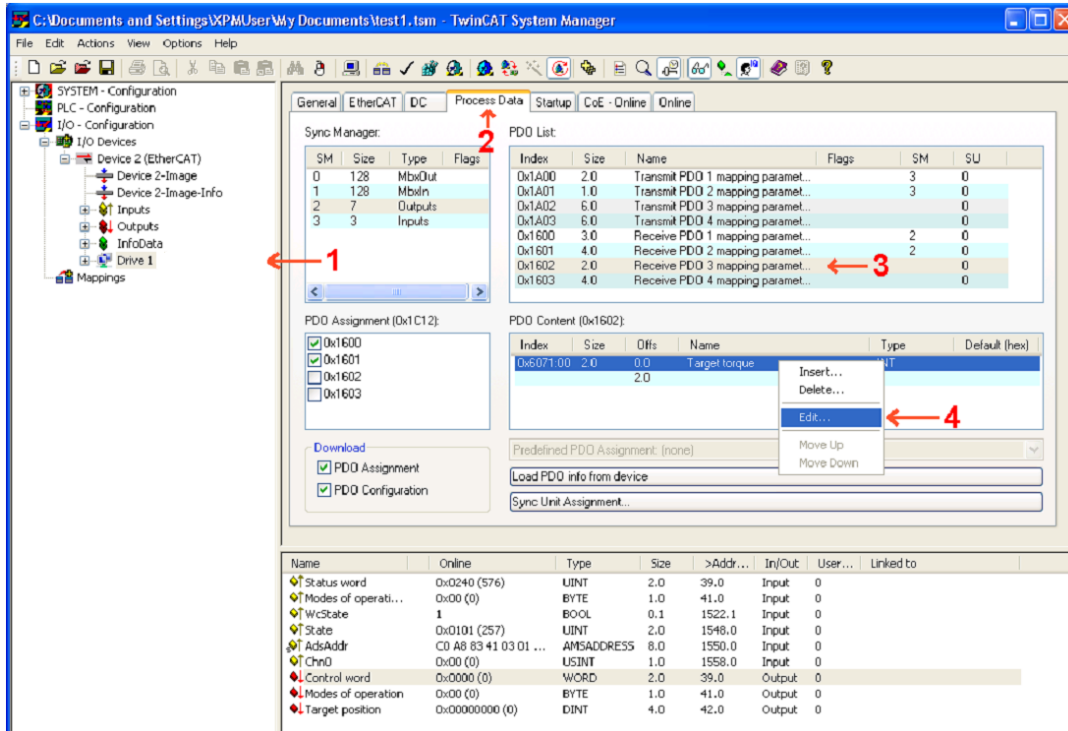 C:\Documents and Settings\XPMUser\My Documents\test1.tsm - TwinCAT System Manager
File Edit Actions View Options Help
SYSTEM - Configuration
PLC - Configuration
I/O - Configuration
I/O Devices
Device 2 (EtherCAT)
Device 2-Image
Device 2-Image-Info
Inputs
Outputs
InfoData
Drive 1
Mappings
1
General EtherCAT DC Process Data Startup CoE - Online Online
2
Sync Manager:
SM Size Type Flags
0 128 MbxOut
1 128 MbxIn
2 7 Outputs
3 3 Inputs
PDO List:
Index Size Name Flags SM SU
0x1A00 2.0 Transmit PDO 1 mapping paramet... 3 0
0x1A01 1.0 Transmit PDO 2 mapping paramet... 3 0
0x1A02 6.0 Transmit PDO 3 mapping paramet... 0
0x1A03 6.0 Transmit PDO 4 mapping paramet... 0
0x1600 3.0 Receive PDO 1 mapping paramet... 2 0
0x1601 4.0 Receive PDO 2 mapping paramet... 2 0
0x1602 2.0 Receive PDO 3 mapping paramet... 0
0x1603 4.0 Receive PDO 4 mapping paramet... 0
3
PDO Assignment (0x1C12):
0x1600
0x1601
0x1602
0x1603
PDO Content (0x1602):
Index Size Offs Name Type Default (hex)
0x6071:00 2.0 0.0 Target torque
2.0
Insert...
Delete...
Edit...
Move Up
Move Down
4
Download
PDO Assignment
PDO Configuration
Predefined PDO Assignment: (none)
Load PDO info from device
Sync Unit Assignment...
Name Online Type Size >Addr... In/Out User... Linked to
Status word 0x0240 (576) UINT 2.0 39.0 Input 0
Modes of operati... 0x00 (0) BYTE 1.0 41.0 Input 0
WcState 1 BOOL 0.1 1522.1 Input 0
State 0x0101 (257) UINT 2.0 1548.0 Input 0
AdsAddr C0 A8 83 41 03 01 ... AMSADDRESS 8.0 1550.0 Input 0
Chn0 0x00 (0) USINT 1.0 1558.0 Input 0
Control word 0x0000 (0) WORD 2.0 39.0 Output 0
Modes of operation 0x00 (0) BYTE 1.0 41.0 Output 0
Target position 0x00000000 (0) DINT 4.0 42.0 Output 0